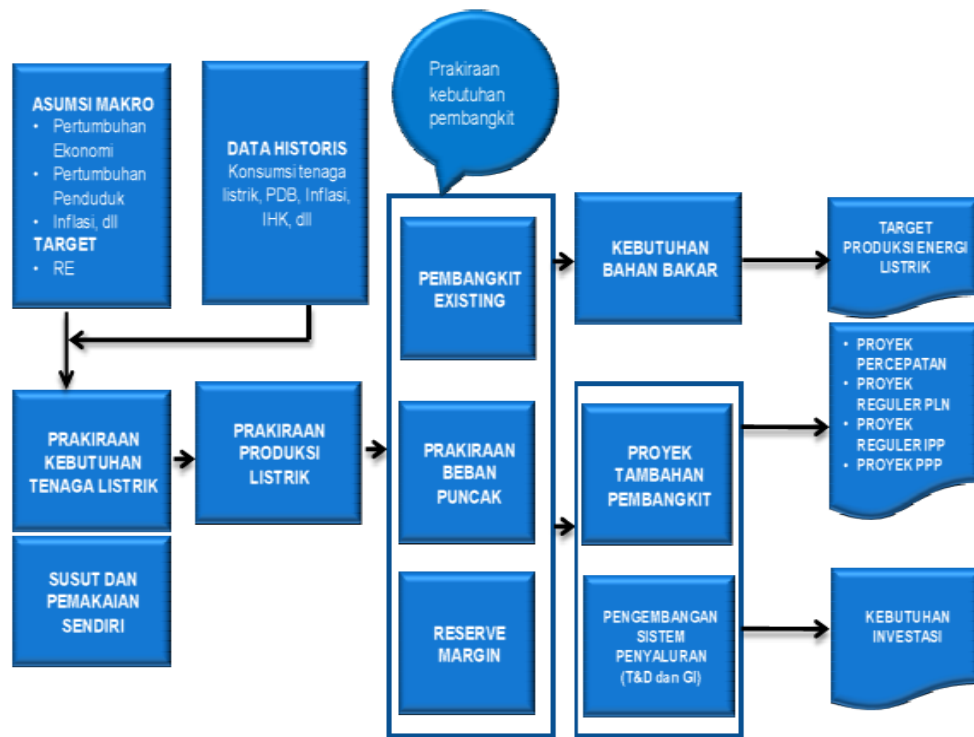 ASUMSI MAKRO
• Pertumbuhan
Ekonomi
• Pertumbuhan
Penduduk
• Inflasi, dll
TARGET
• RE
DATA HISTORIS
Konsumsi tenaga
listrik, PDB, Inflasi,
IHK, dll
Prakiraan
kebutuhan
pembangkit
PEMBANGKIT
EXISTING
KEBUTUHAN
BAHAN BAKAR
TARGET
PRODUKSI ENERGI
LISTRIK
PRAKIRAAN
KEBUTUHAN
TENAGA LISTRIK
PRAKIRAAN
PRODUKSI
LISTRIK
PRAKIRAAN
BEBAN
PUNCAK
PROYEK
TAMBAHAN
PEMBANGKIT
• PROYEK
PERCEPATAN
• PROYEK
REGULER PLN
• PROYEK
REGULER IPP
• PROYEK PPP
SUSUT DAN
PEMAKAIAN
SENDIRI
RESERVE
MARGIN
PENGEMBANGAN
SISTEM
PENYALURAN
(T&D dan GI)
KEBUTUHAN
INVESTASI